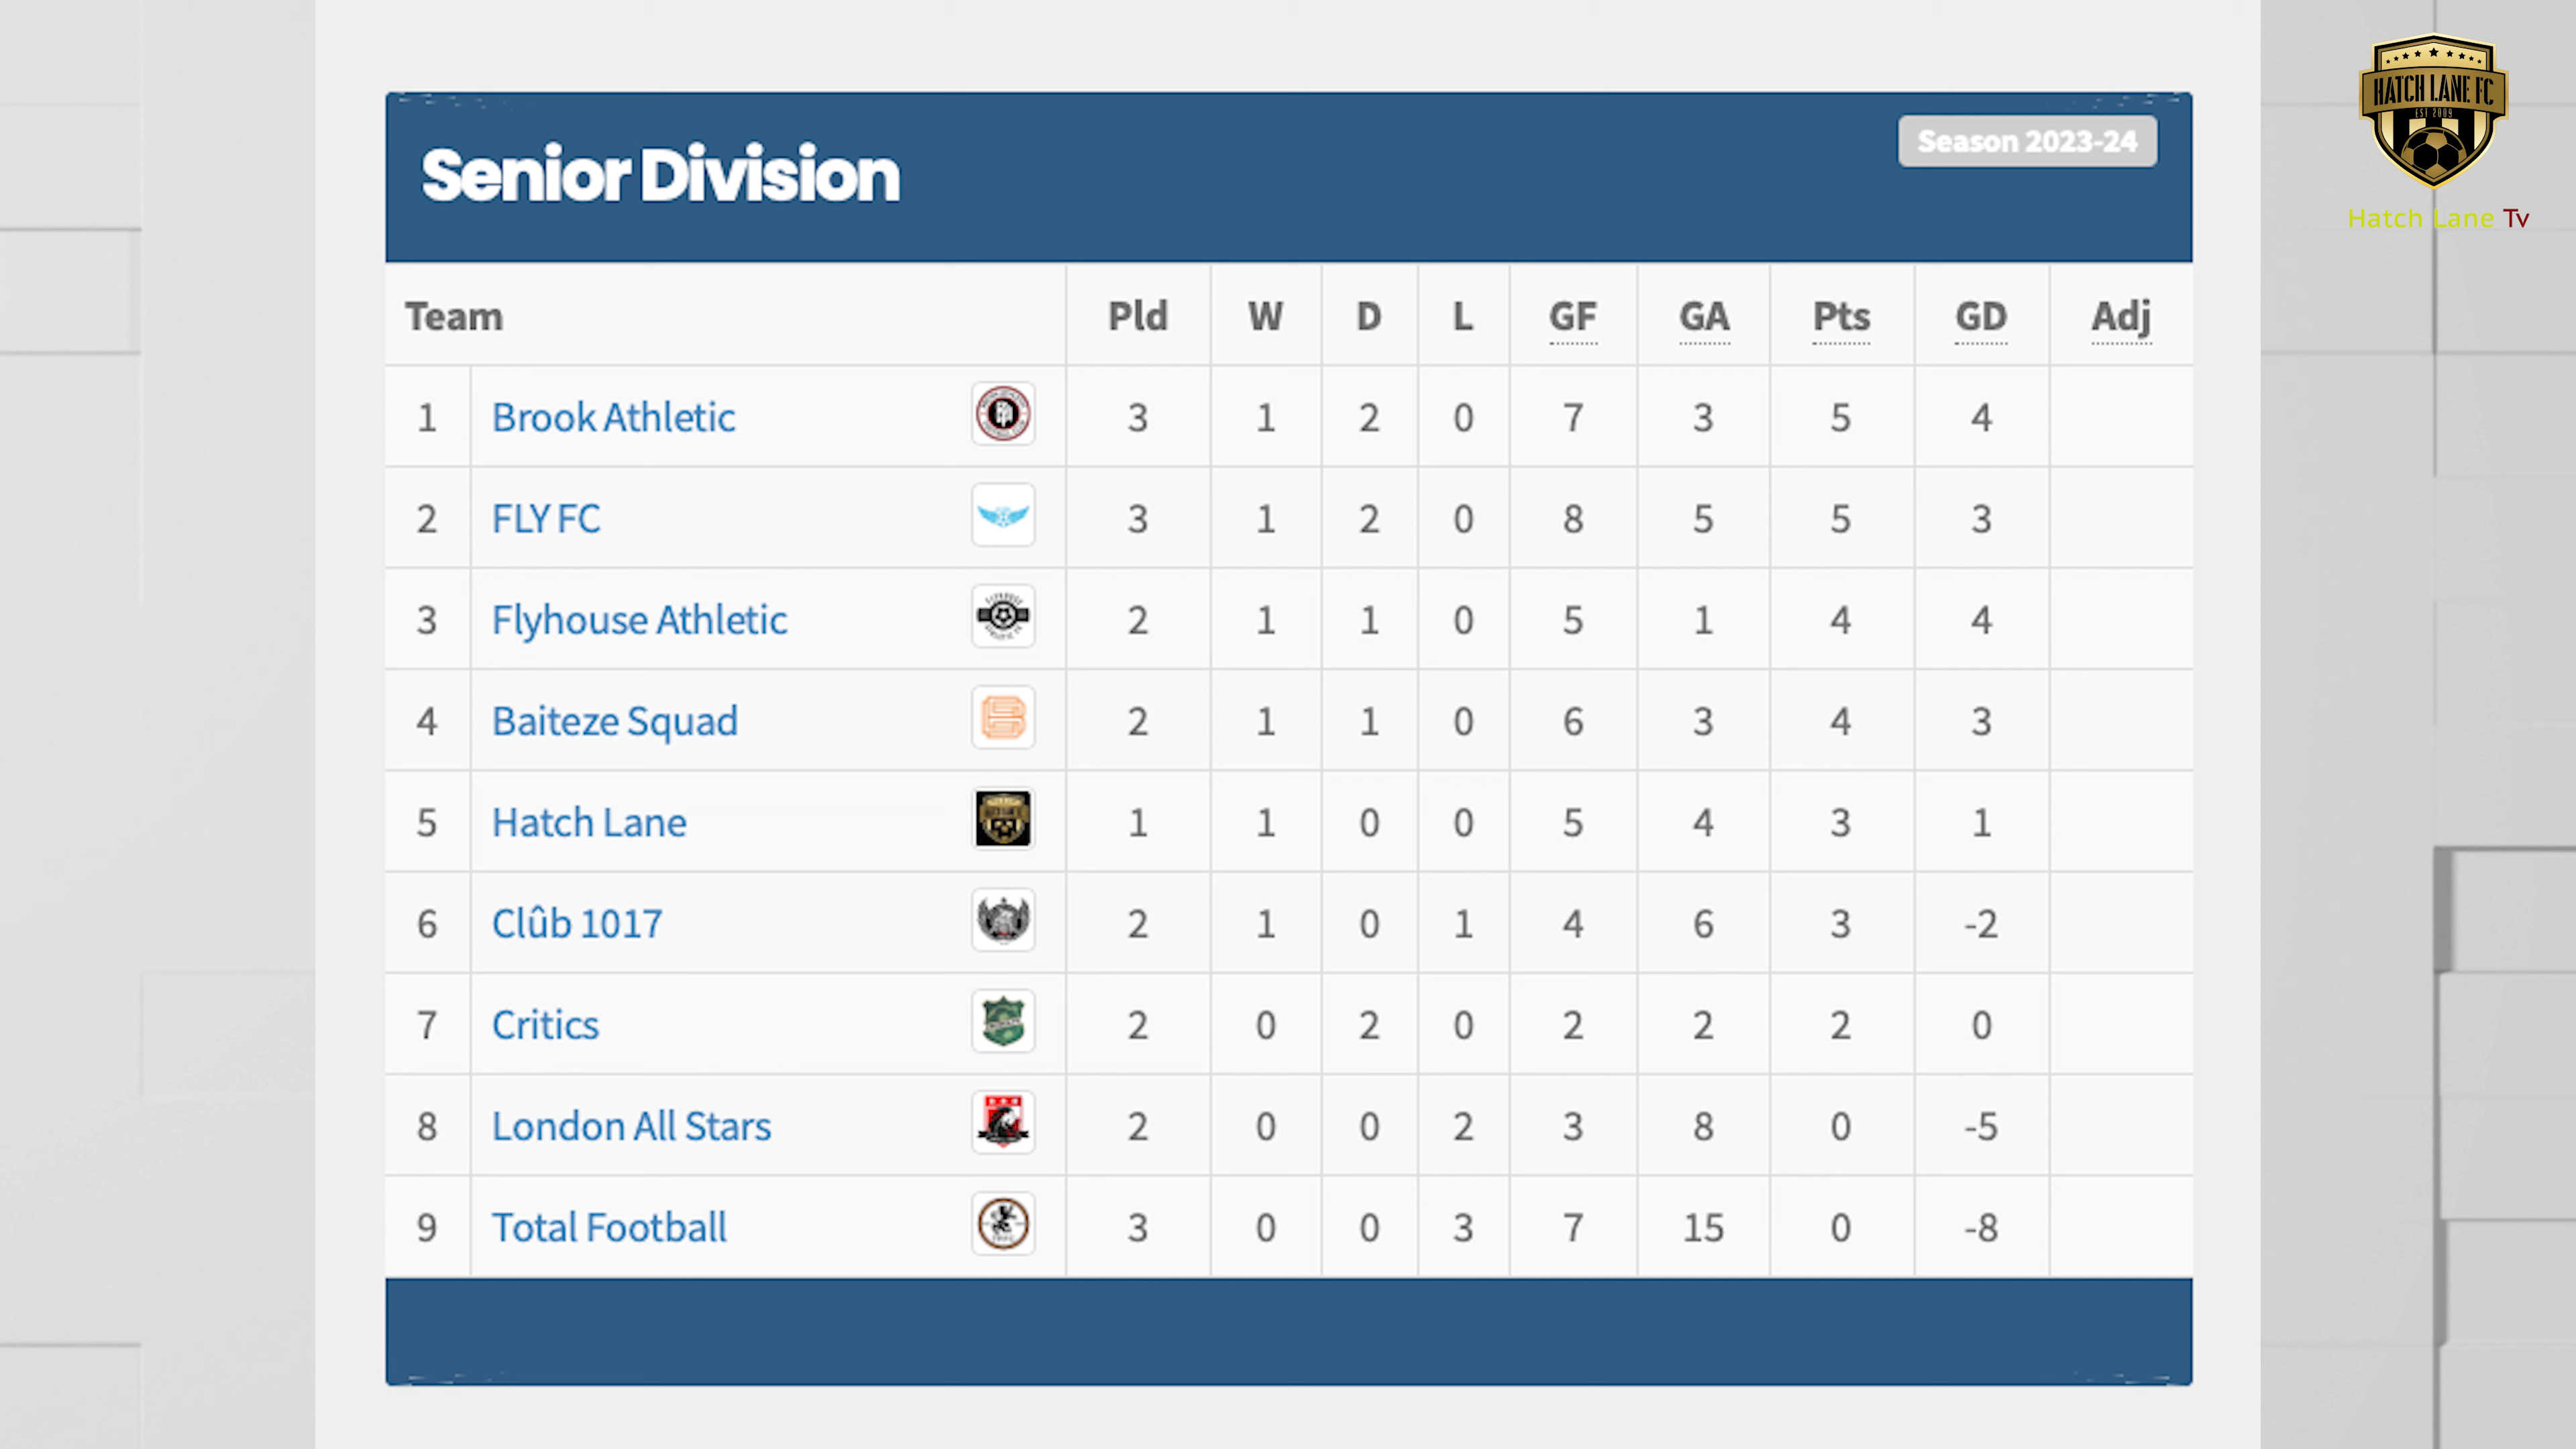 HATCH LANE FC
EST 2009
Hatch Lane Tv
Senior Division
Season 2023-24
Team Pld W D L GF GA Pts GD Adj
1 Brook Athletic 3 1 2 0 7 3 5 4
2 FLY FC 3 1 2 0 8 5 5 3
3 Flyhouse Athletic 2 1 1 0 5 1 4 4
4 Baiteze Squad 2 1 1 0 6 3 4 3
5 Hatch Lane 1 1 0 0 5 4 3 1
6 Clûb 1017 2 1 0 1 4 6 3 -2
7 Critics 2 0 2 0 2 2 2 0
8 London All Stars 2 0 0 2 3 8 0 -5
9 Total Football 3 0 0 3 7 15 0 -8